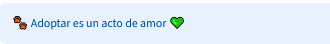 🐾 Adoptar es un acto de amor 💚